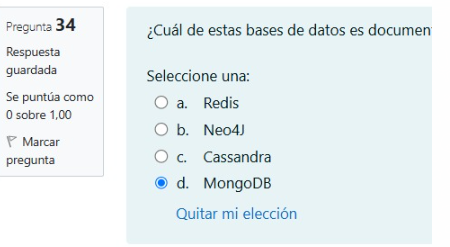 Pregunta 34
Respuesta
guardada
Se puntúa como
0 sobre 1,00
Marcar
pregunta
¿Cuál de estas bases de datos es documen
Seleccione una:
a. Redis
b. Neo4J
c. Cassandra
d. MongoDB
Quitar mi elección